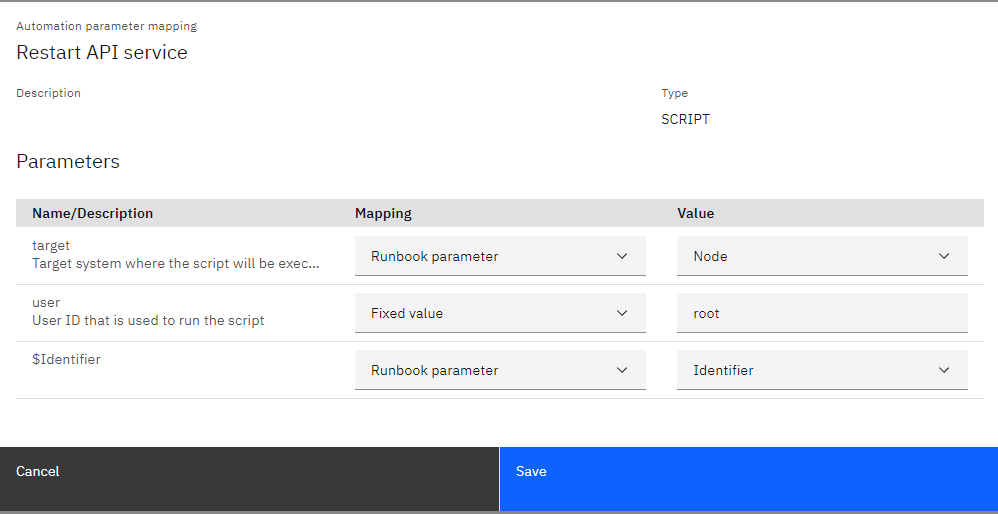 Automation parameter mapping
Restart API service
Description
Type
SCRIPT
Parameters
Name/Description Mapping Value
target
Target system where the script will be exec...
Runbook parameter
Node
user
User ID that is used to run the script
Fixed value
root
$Identifier
Runbook parameter
Identifier
Cancel
Save